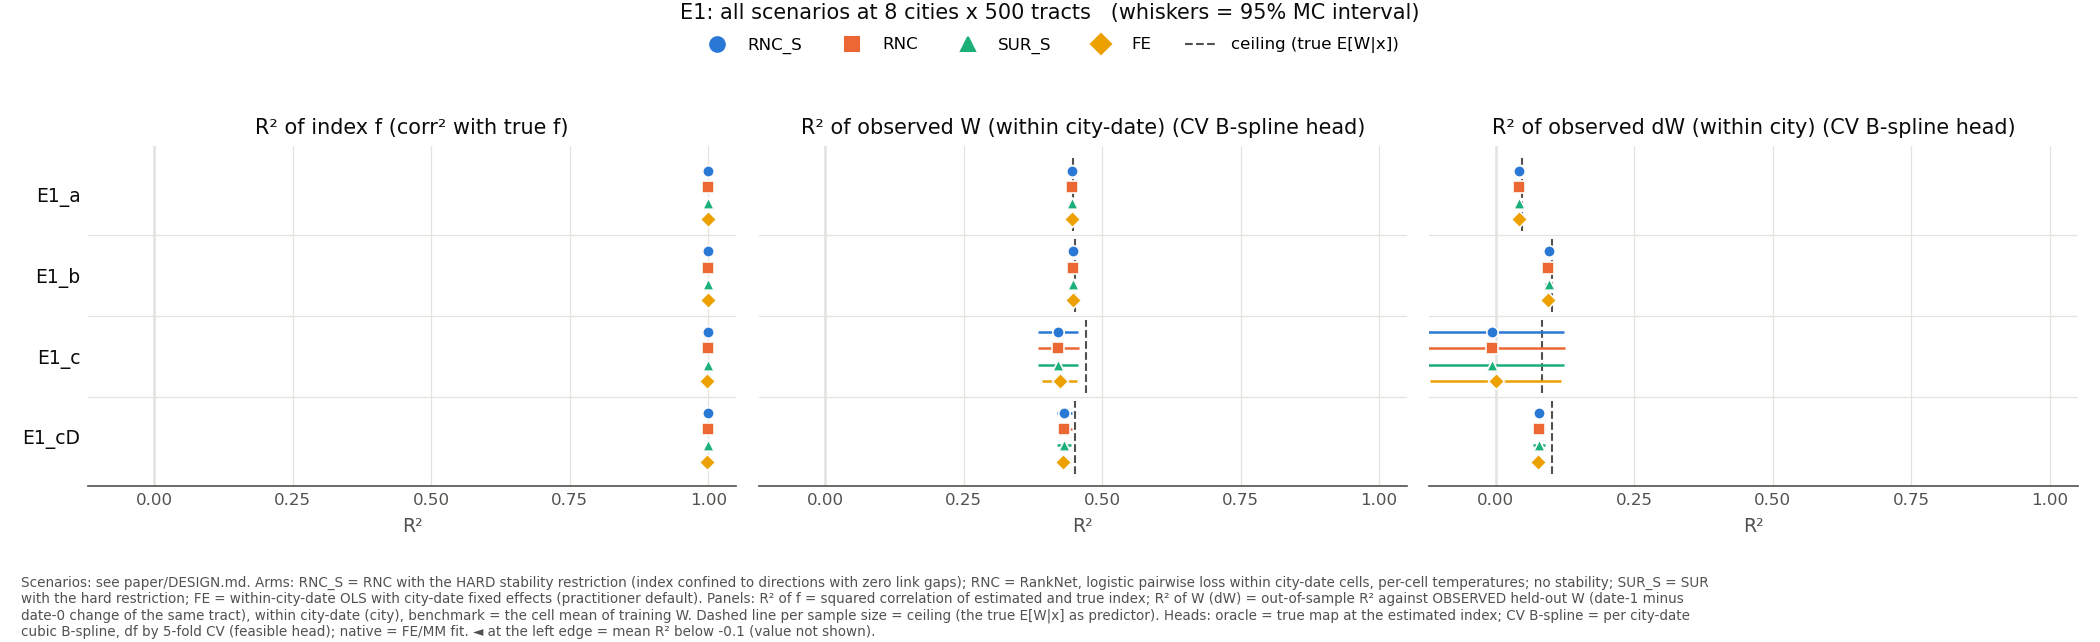 E1: all scenarios at 8 cities x 500 tracts   (whiskers = 95% MC interval)
RNC_S RNC SUR_S FE ceiling (true E[W|x])
R² of index f (corr² with true f)
R² of observed W (within city-date) (CV B-spline head)
R² of observed dW (within city) (CV B-spline head)
E1_a
E1_b
E1_c
E1_cD
0.00 0.25 0.50 0.75 1.00
0.00 0.25 0.50 0.75 1.00
0.00 0.25 0.50 0.75 1.00
R²
R²
R²
Scenarios: see paper/DESIGN.md. Arms: RNC_S = RNC with the HARD stability restriction (index confined to directions with zero link gaps); RNC = RankNet, logistic pairwise loss within city-date cells, per-cell temperatures; no stability; SUR_S = SUR
with the hard restriction; FE = within-city-date OLS with city-date fixed effects (practitioner default). Panels: R² of f = squared correlation of estimated and true index; R² of W (dW) = out-of-sample R² against OBSERVED held-out W (date-1 minus
date-0 change of the same tract), within city-date (city), benchmark = the cell mean of training W. Dashed line per sample size = ceiling (the true E[W|x] as predictor). Heads: oracle = true map at the estimated index; CV B-spline = per city-date
cubic B-spline, df by 5-fold CV (feasible head); native = FE/MM fit. ◄ at the left edge = mean R² below -0.1 (value not shown).